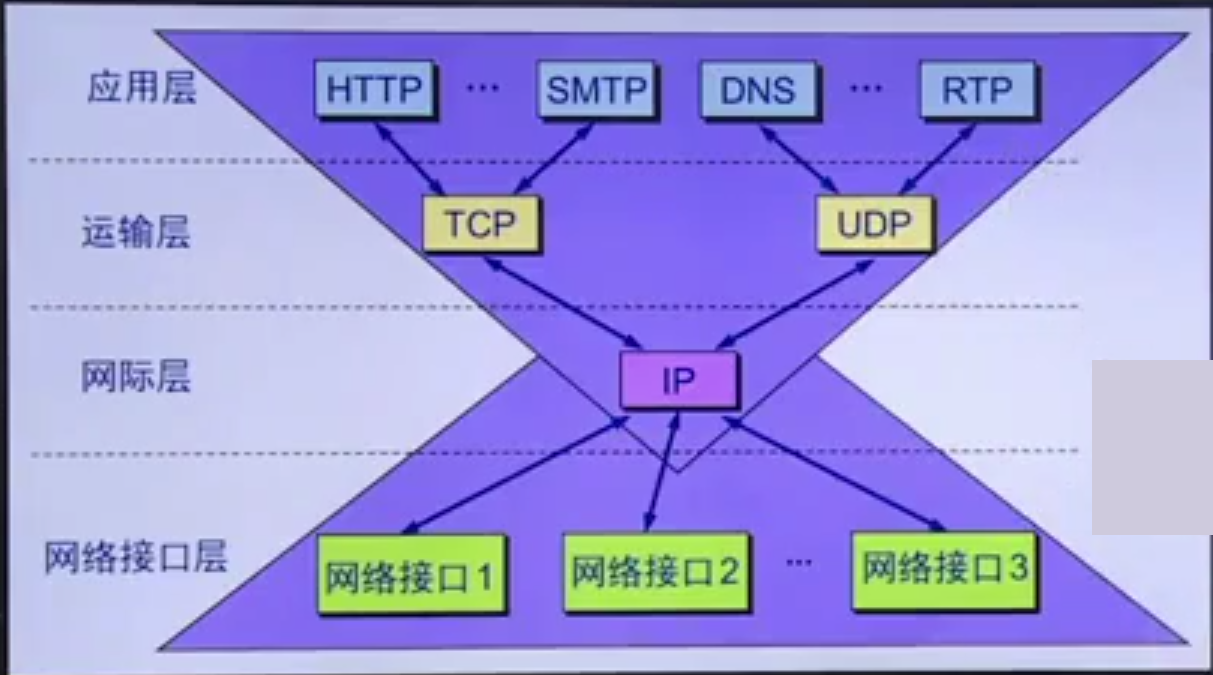 应用层
HTTP ... SMTP DNS ... RTP
运输层
TCP UDP
网际层
IP
网络接口层
网络接口1 网络接口2 ... 网络接口3